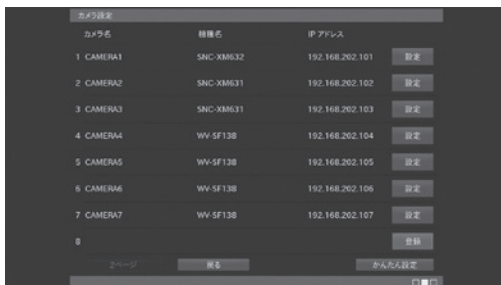 カメラ設定
カメラ名 機種名 IP アドレス
1 CAMERA1 SNC-XM632 192.168.202.101 設定
2 CAMERA2 SNC-XM631 192.168.202.102 設定
3 CAMERA3 SNC-XM631 192.168.202.103 設定
4 CAMERA4 WV-SF138 192.168.202.104 設定
5 CAMERA5 WV-SF138 192.168.202.105 設定
6 CAMERA6 WV-SF138 192.168.202.106 設定
7 CAMERA7 WV-SF138 192.168.202.107 設定
8 登録
2ページ 戻る かんたん設定